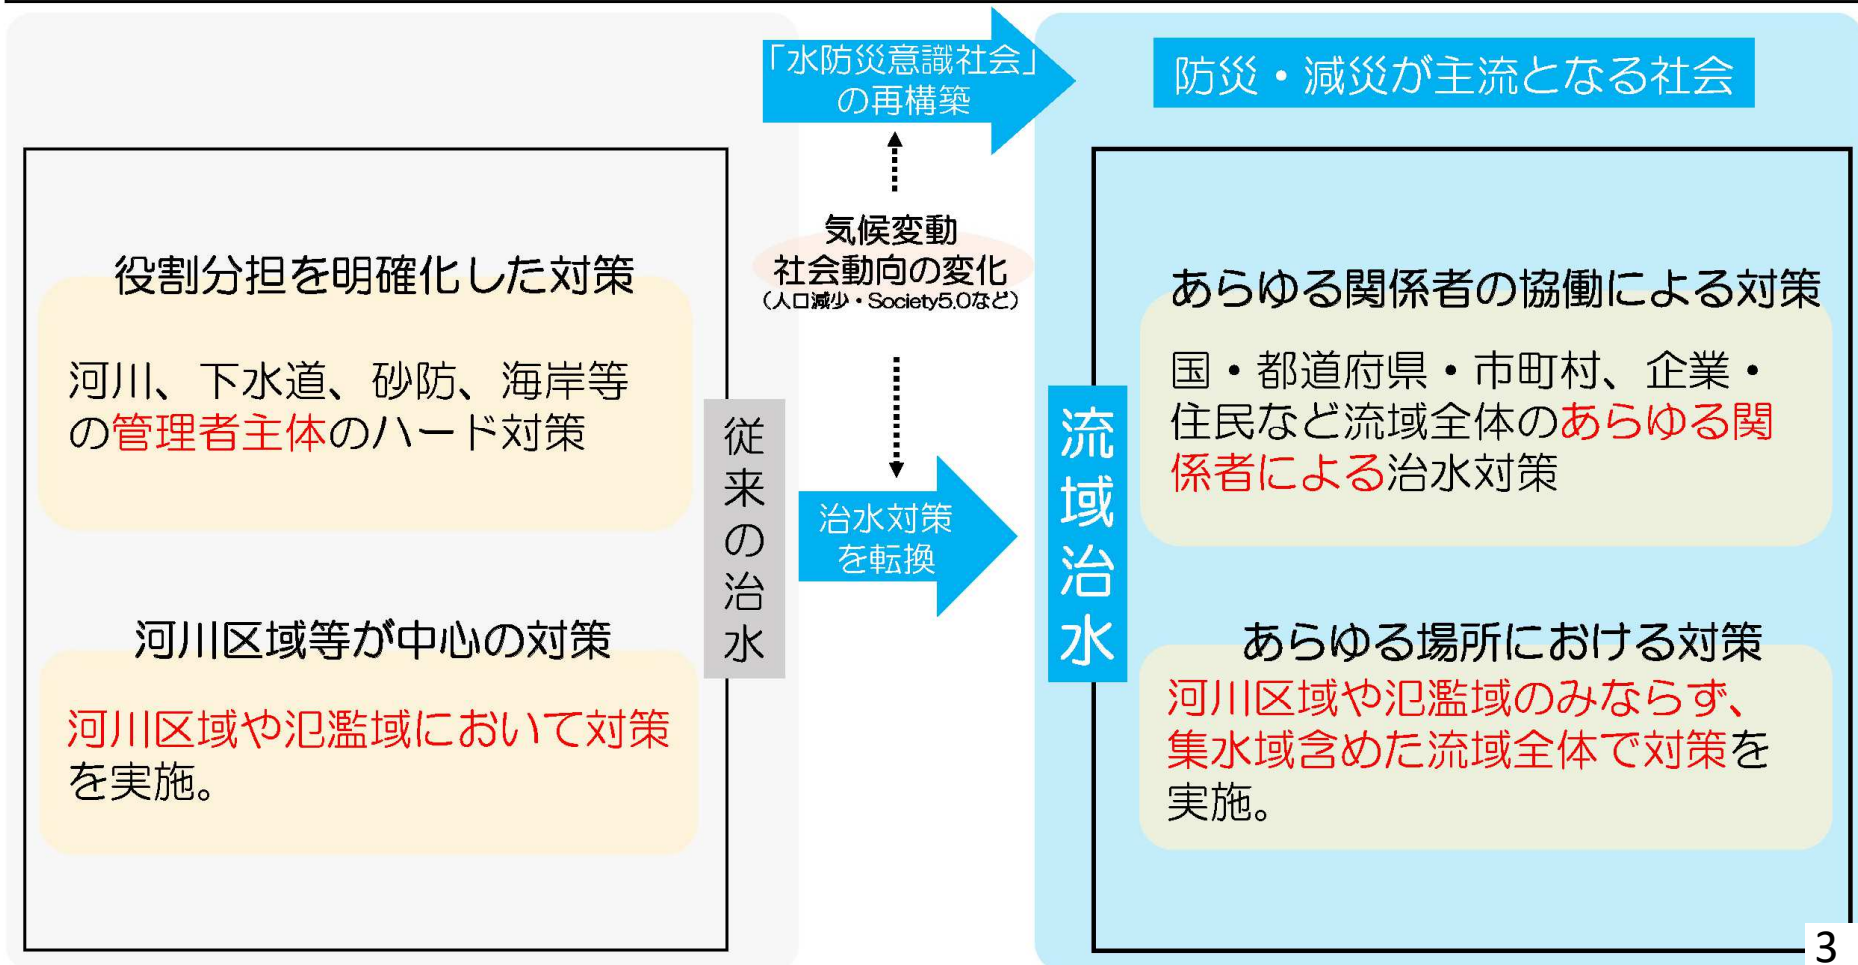 「水防災意識社会」
の再構築
防災・減災が主流となる社会
気候変動
社会動向の変化
（人口減少・Society5.0など）
役割分担を明確化した対策
河川、下水道、砂防、海岸等
の管理者主体のハード対策
河川区域等が中心の対策
河川区域や氾濫域において対策
を実施。
従来の治水
治水対策
を転換
流域治水
あらゆる関係者の協働による対策
国・都道府県・市町村、企業・
住民など流域全体のあらゆる関
係者による治水対策
あらゆる場所における対策
河川区域や氾濫域のみならず、
集水域含めた流域全体で対策を
実施。
3